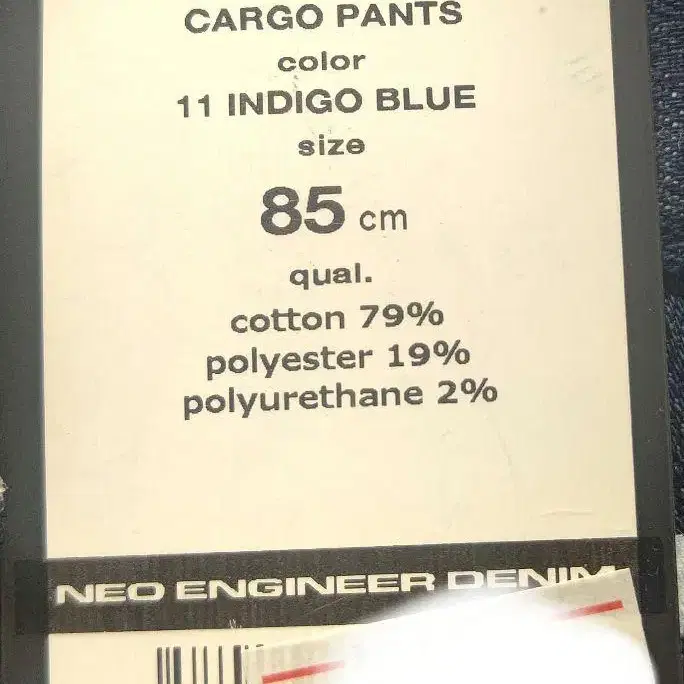 CARGO PANTS
color
11 INDIGO BLUE
size
85 cm
qual.
cotton 79%
polyester 19%
polyurethane 2%
NEO ENGINEER DENIM